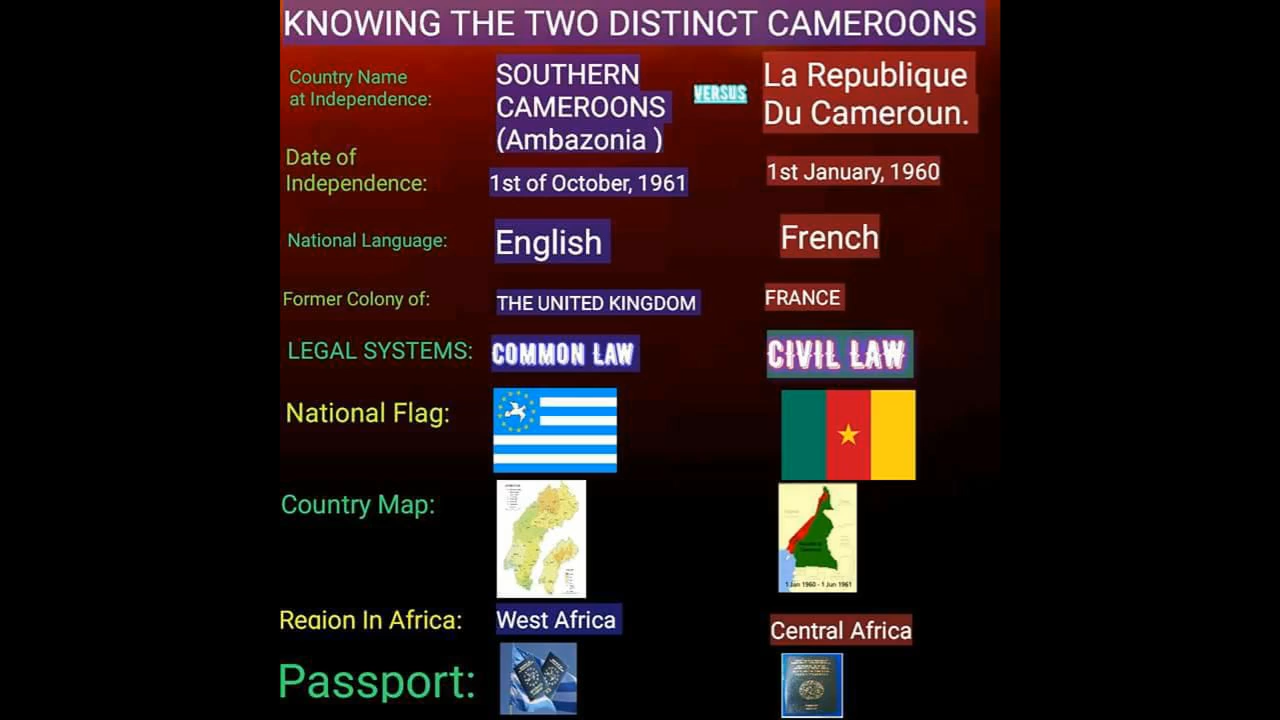 KNOWING THE TWO DISTINCT CAMEROONS
Country Name
at Independence:
SOUTHERN
CAMEROONS
(Ambazonia )
VERSUS
La Republique
Du Cameroun.
Date of
Independence:
1st of October, 1961
1st January, 1960
National Language:
English
French
Former Colony of:
THE UNITED KINGDOM
FRANCE
LEGAL SYSTEMS:
COMMON LAW
CIVIL LAW
National Flag:
Country Map:
1 Jan 1960 - 1 Jun 1961
Region In Africa:
West Africa
Central Africa
Passport: